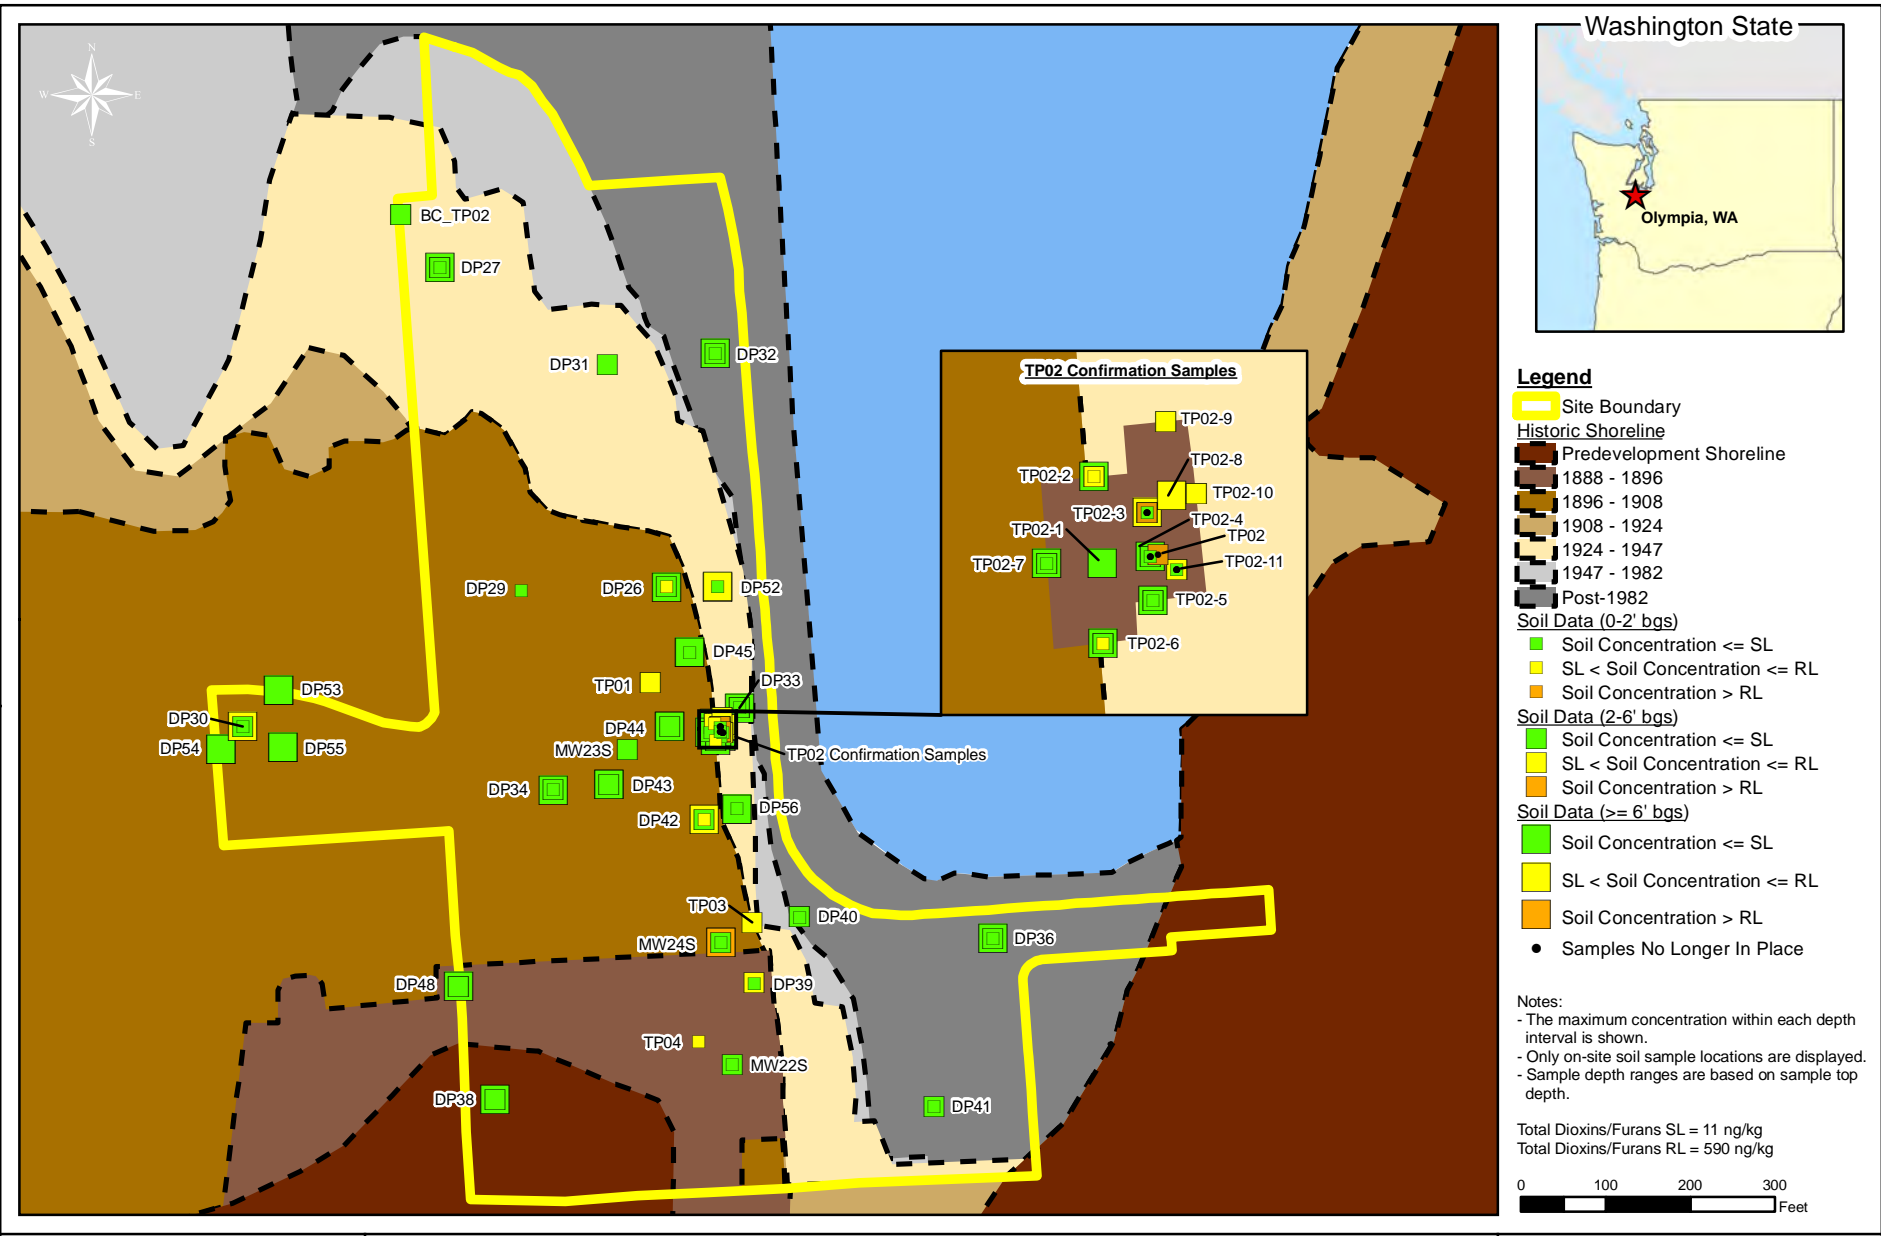 N
W
E
S
BC_TP02
DP27
DP31
DP32
DP29
DP26
DP52
DP45
TP01
DP33
DP53
DP30
DP54
DP55
DP44
MW23S
TP02 Confirmation Samples
DP34
DP43
DP42
DP56
TP03
DP40
MW24S
DP36
DP48
DP39
TP04
MW22S
DP38
DP41
TP02 Confirmation Samples
TP02-9
TP02-8
TP02-2
TP02-10
TP02-3
TP02-4
TP02-1
TP02
TP02-7
TP02-11
TP02-5
TP02-6
Washington State
Olympia, WA
Legend
Site Boundary
Historic Shoreline
Predevelopment Shoreline
1888 - 1896
1896 - 1908
1908 - 1924
1924 - 1947
1947 - 1982
Post-1982
Soil Data (0-2' bgs)
Soil Concentration <= SL
SL < Soil Concentration <= RL
Soil Concentration > RL
Soil Data (2-6' bgs)
Soil Concentration <= SL
SL < Soil Concentration <= RL
Soil Concentration > RL
Soil Data (>= 6' bgs)
Soil Concentration <= SL
SL < Soil Concentration <= RL
Soil Concentration > RL
Samples No Longer In Place
Notes:
- The maximum concentration within each depth
interval is shown.
- Only on-site soil sample locations are displayed.
- Sample depth ranges are based on sample top
depth.
Total Dioxins/Furans SL = 11 ng/kg
Total Dioxins/Furans RL = 590 ng/kg
0 100 200 300
Feet